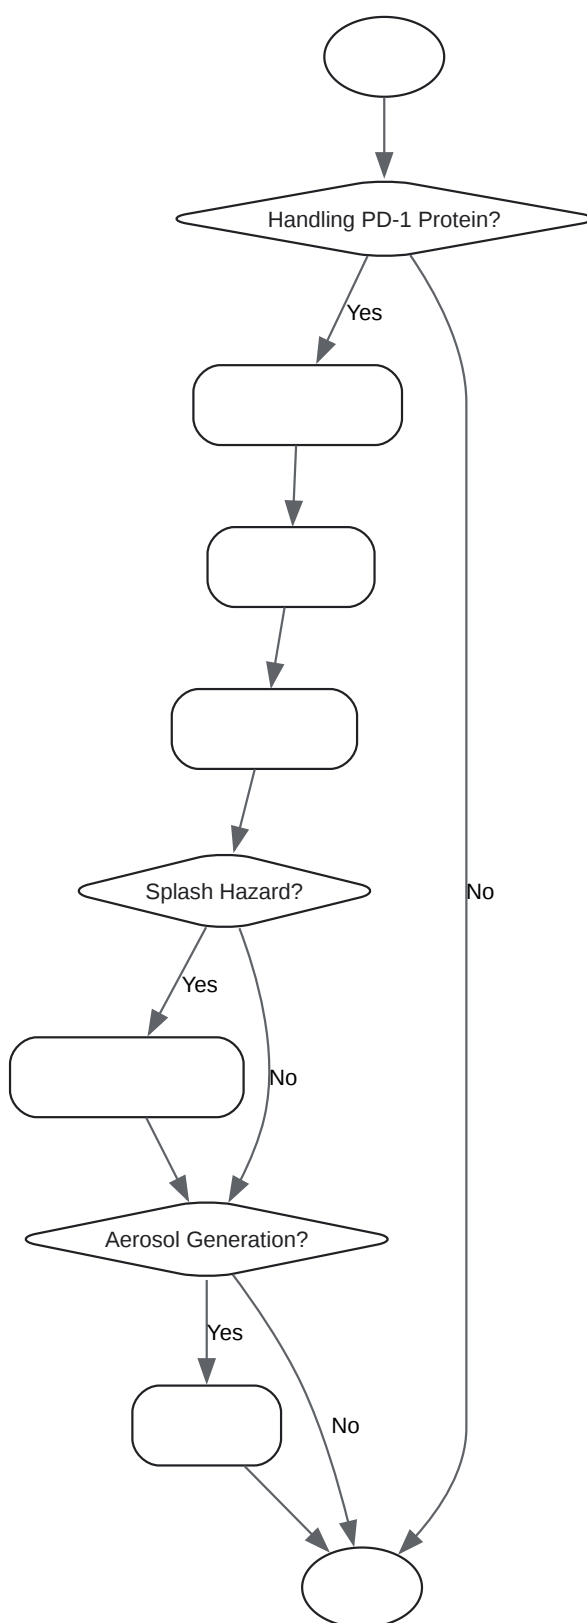 Handling PD-1 Protein?
Yes
No
Splash Hazard?
Yes
No
Aerosol Generation?
Yes
No